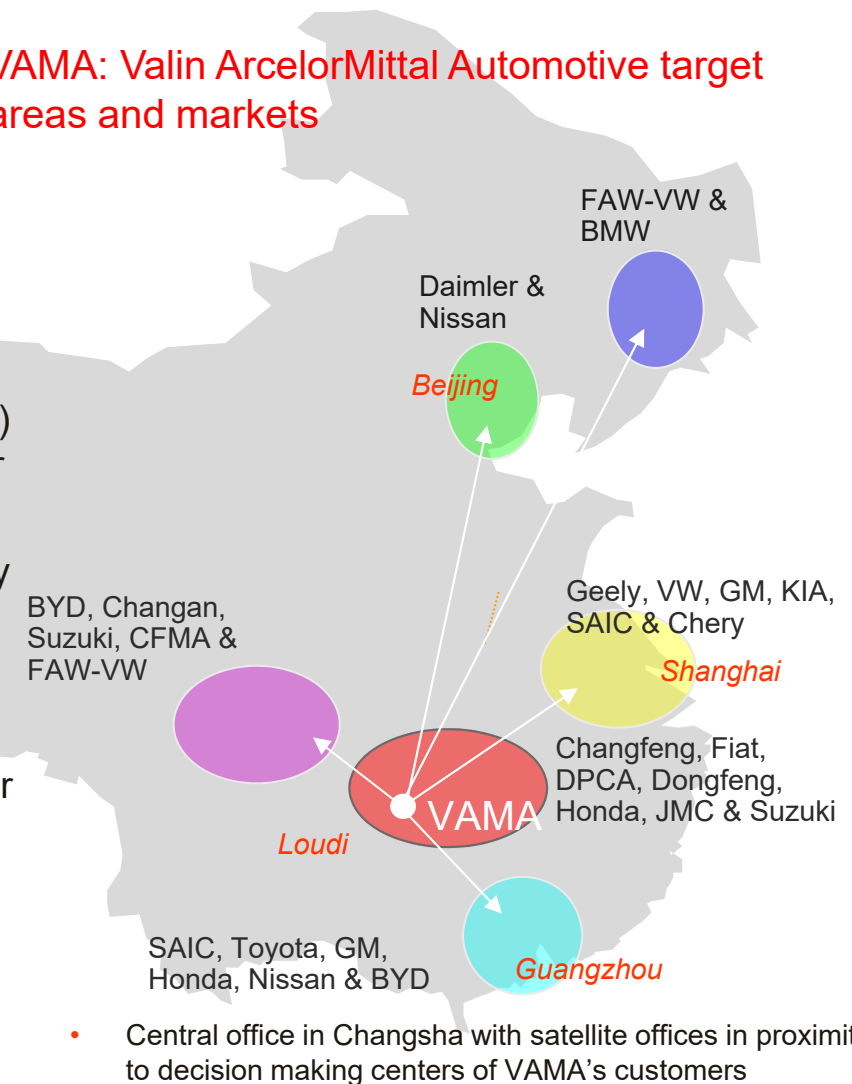 VAMA: Valin ArcelorMittal Automotive target
areas and markets
FAW-VW &
BMW
Daimler &
Nissan
Beijing
)
y
BYD, Changan,
Suzuki, CFMA &
FAW-VW
Geely, VW, GM, KIA,
SAIC & Chery
Shanghai
Changfeng, Fiat,
DPCA, Dongfeng,
Honda, JMC & Suzuki
r
VAMA
Loudi
SAIC, Toyota, GM,
Honda, Nissan & BYD
Guangzhou
• Central office in Changsha with satellite offices in proximit
to decision making centers of VAMA's customers